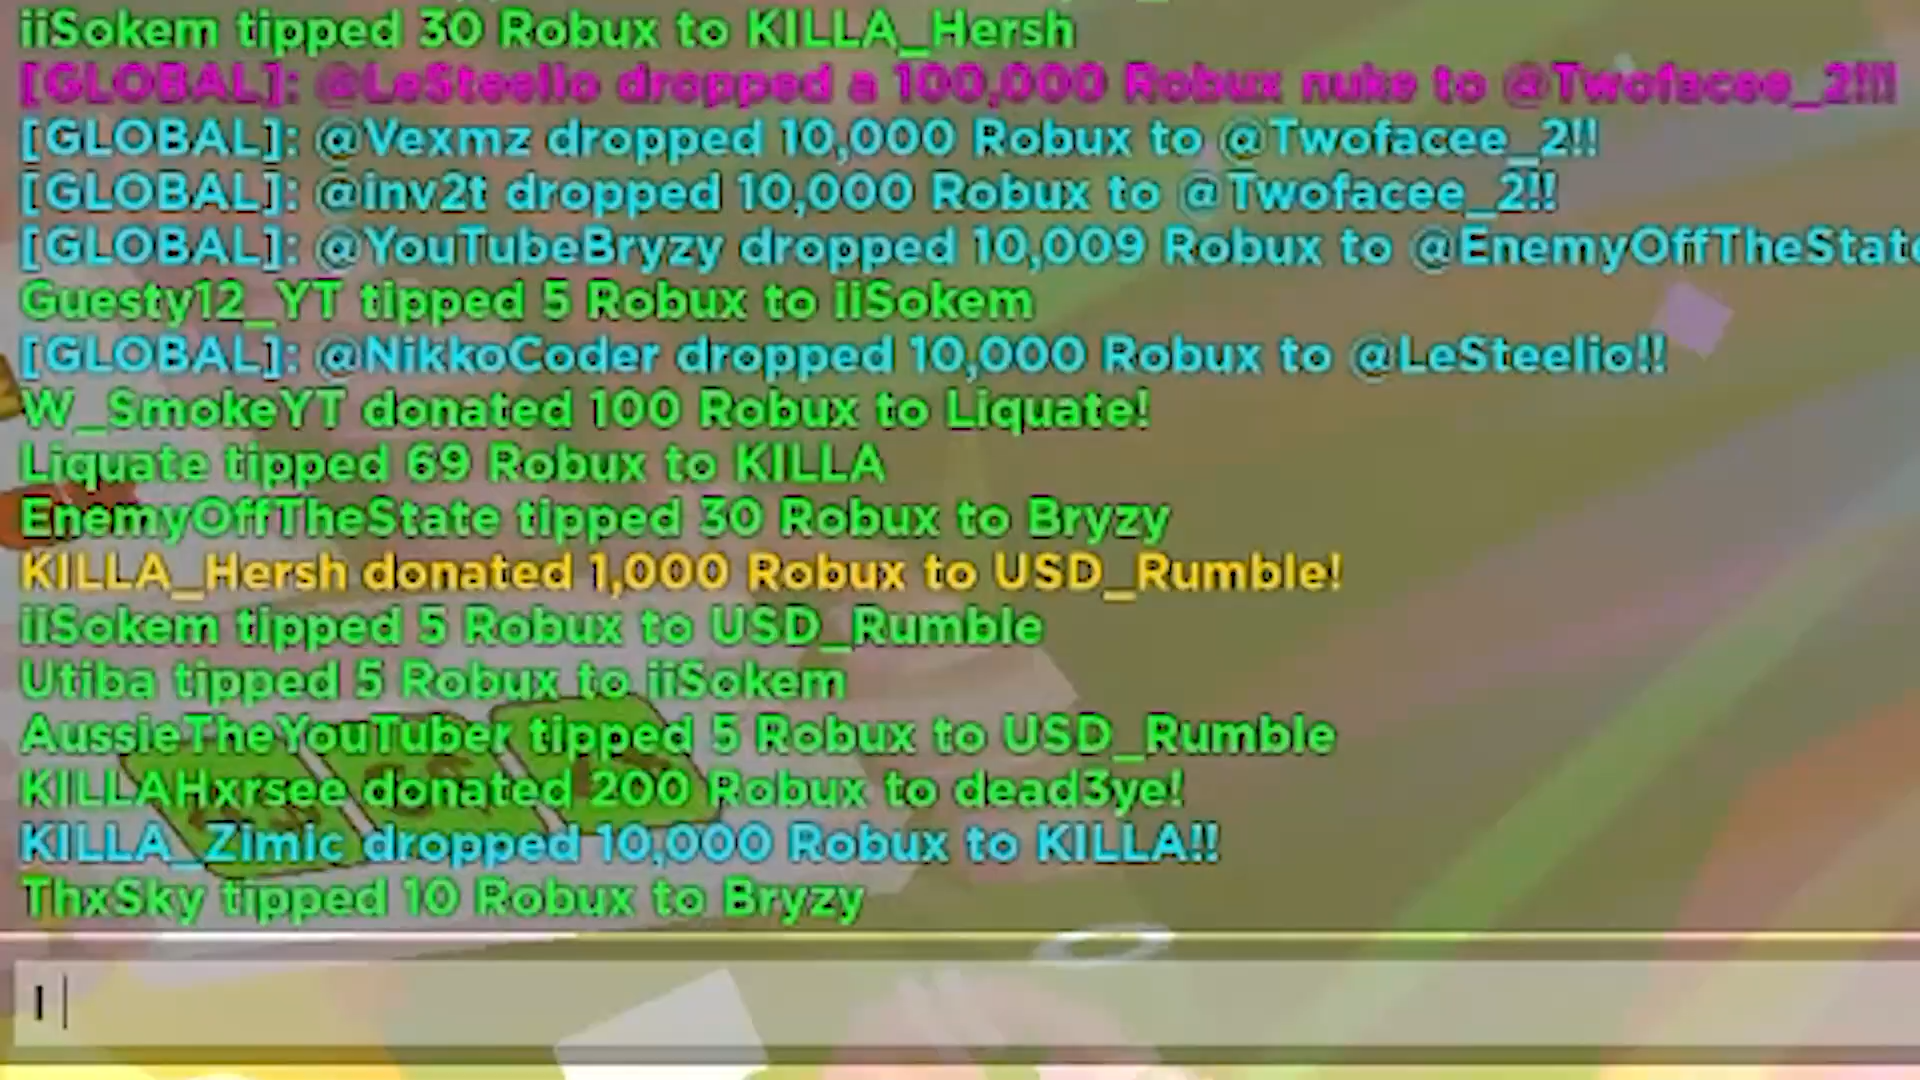 iiSokem tipped 30 Robux to KILLA_Hersh
[GLOBAL]: @LeSteelio dropped a 100,000 Robux nuke to @Twofacee_2!!!
[GLOBAL]: @Vexmz dropped 10,000 Robux to @Twofacee_2!!
[GLOBAL]: @inv2t dropped 10,000 Robux to @Twofacee_2!!
[GLOBAL]: @YouTubeBryzy dropped 10,009 Robux to @EnemyOffTheState
Guesty12_YT tipped 5 Robux to iiSokem
[GLOBAL]: @NikkoCoder dropped 10,000 Robux to @LeSteelio!!
W_SmokeYT donated 100 Robux to Liquate!
Liquate tipped 69 Robux to KILLA
EnemyOffTheState tipped 30 Robux to Bryzy
KILLA_Hersh donated 1,000 Robux to USD_Rumble!
iiSokem tipped 5 Robux to USD_Rumble
Utiba tipped 5 Robux to iiSokem
AussieTheYouTuber tipped 5 Robux to USD_Rumble
KILLAHxrsee donated 200 Robux to dead3ye!
KILLA_Zimic dropped 10,000 Robux to KILLA!!
ThxSky tipped 10 Robux to Bryzy
I